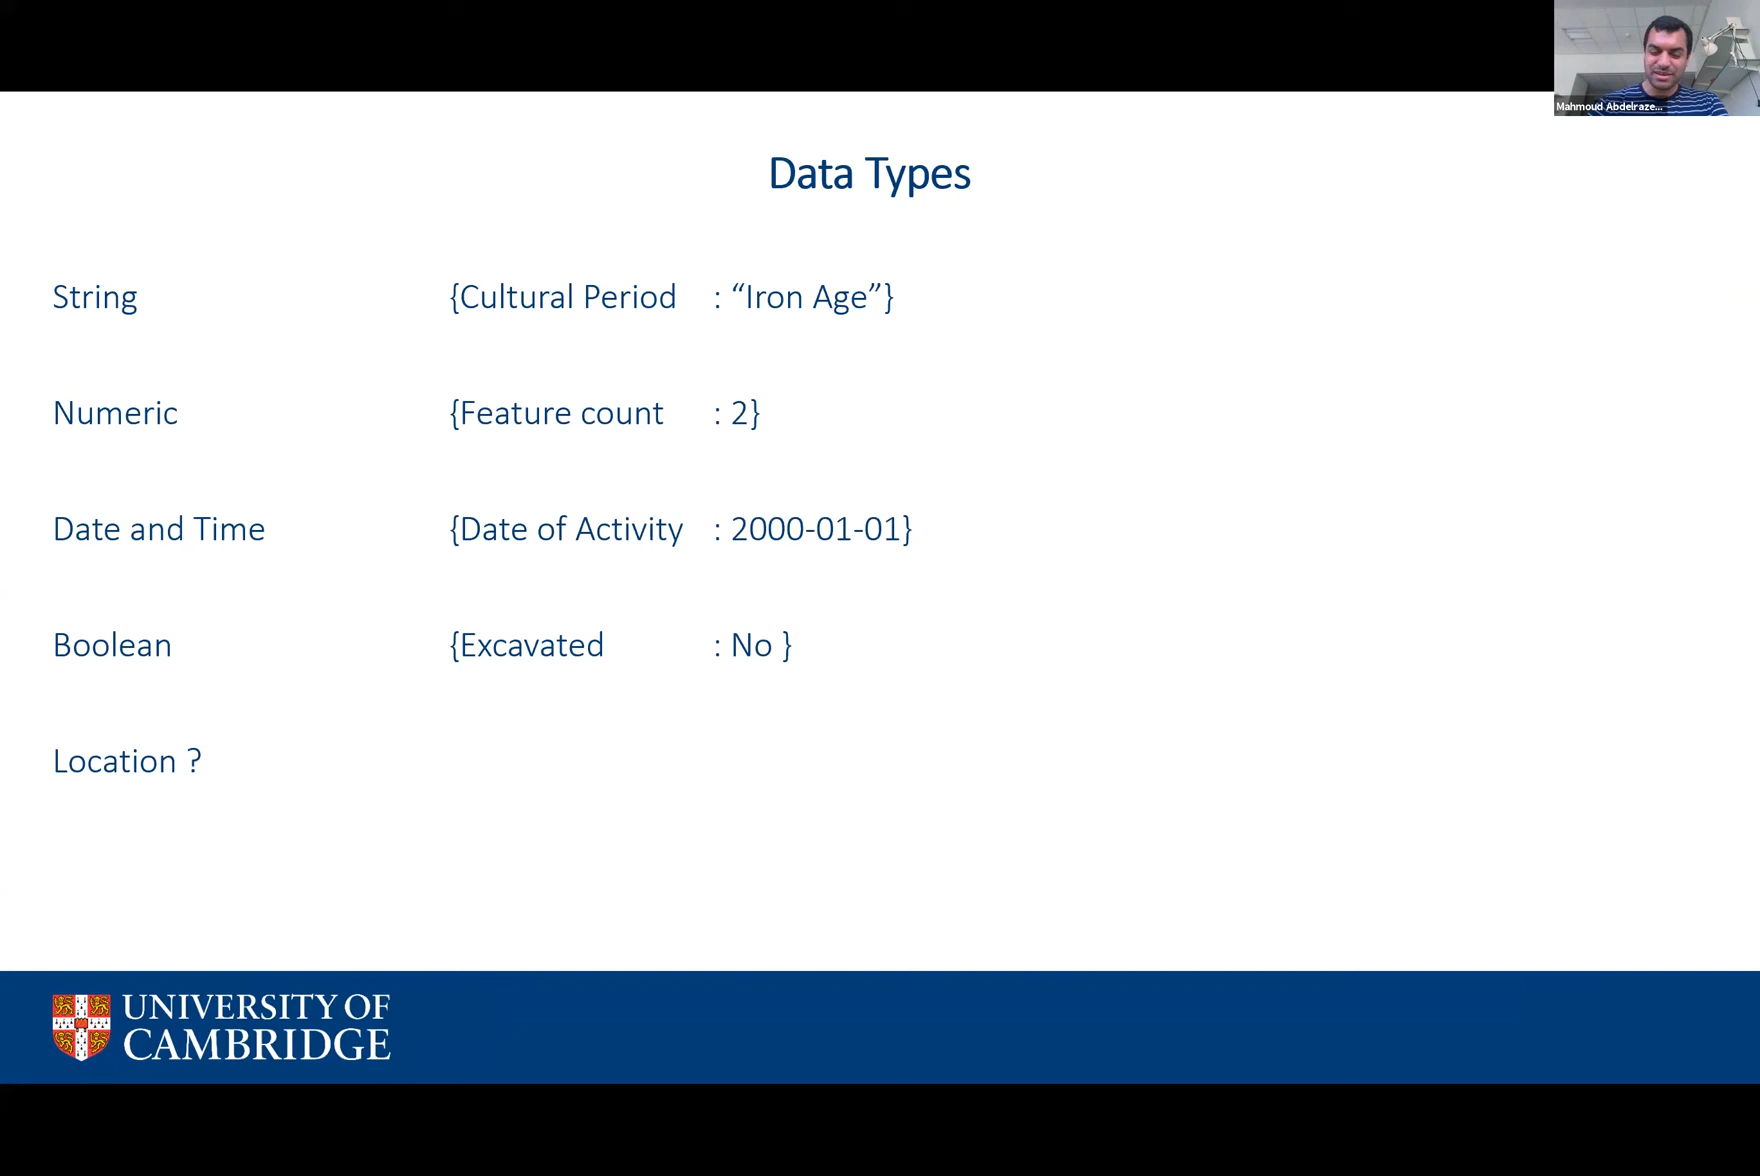 Mahmoud Abdelraze...
Data Types
String {Cultural Period : “Iron Age”}
Numeric {Feature count : 2}
Date and Time {Date of Activity : 2000-01-01}
Boolean {Excavated : No }
Location ?
UNIVERSITY OF
CAMBRIDGE